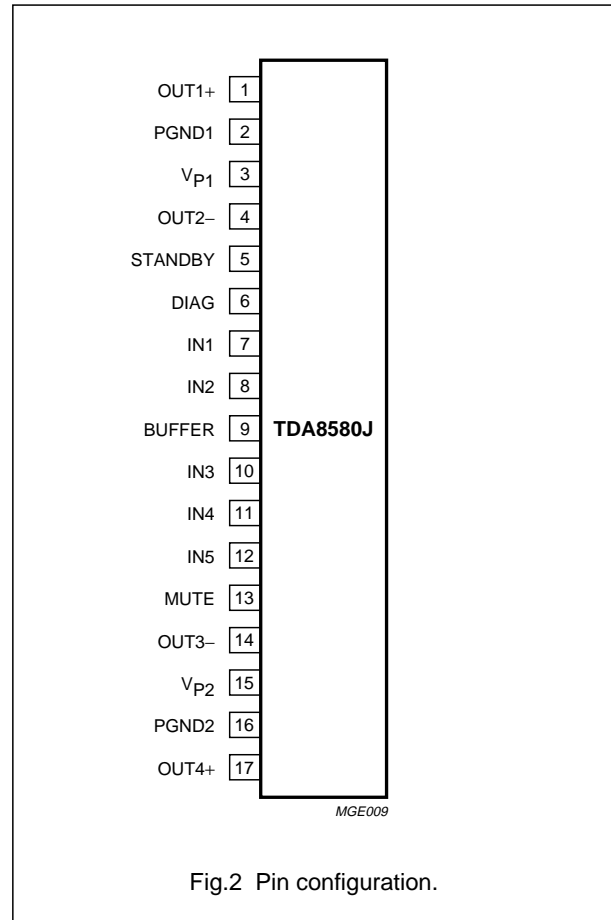 OUT1+ 1
PGND1 2
VP1 3
OUT2− 4
STANDBY 5
DIAG 6
IN1 7
IN2 8
BUFFER 9 TDA8580J
IN3 10
IN4 11
IN5 12
MUTE 13
OUT3− 14
VP2 15
PGND2 16
OUT4+ 17
MGE009
Fig.2 Pin configuration.